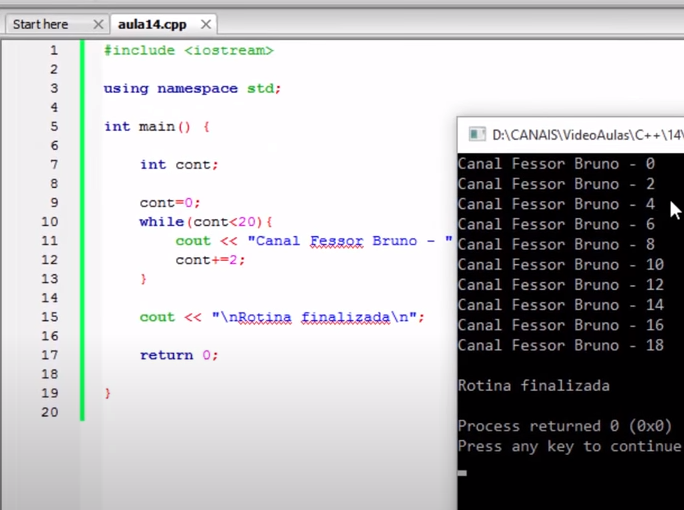 Start here
aula14.cpp
1 #include <iostream>
2
3 using namespace std;
4
5 int main() {
6
7 int cont;
8
9 cont=0;
10 while(cont<20){
11 cout << "Canal Fessor Bruno - "
12 cont+=2;
13 }
14
15 cout << "\nRotina finalizada\n";
16
17 return 0;
18
19 }
20
D:\CANAIS\VideoAulas\C++\14\
Canal Fessor Bruno - 0
Canal Fessor Bruno - 2
Canal Fessor Bruno - 4
Canal Fessor Bruno - 6
Canal Fessor Bruno - 8
Canal Fessor Bruno - 10
Canal Fessor Bruno - 12
Canal Fessor Bruno - 14
Canal Fessor Bruno - 16
Canal Fessor Bruno - 18
Rotina finalizada
Process returned 0 (0x0)
Press any key to continue